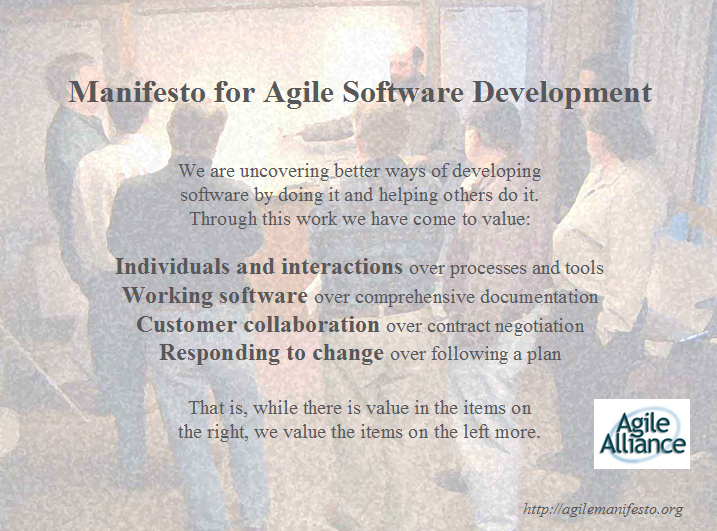 Manifesto for Agile Software Development
We are uncovering better ways of developing
software by doing it and helping others do it.
Through this work we have come to value:
Individuals and interactions over processes and tools
Working software over comprehensive documentation
Customer collaboration over contract negotiation
Responding to change over following a plan
That is, while there is value in the items on
the right, we value the items on the left more.
Agile
Alliance
http://agilemanifesto.org